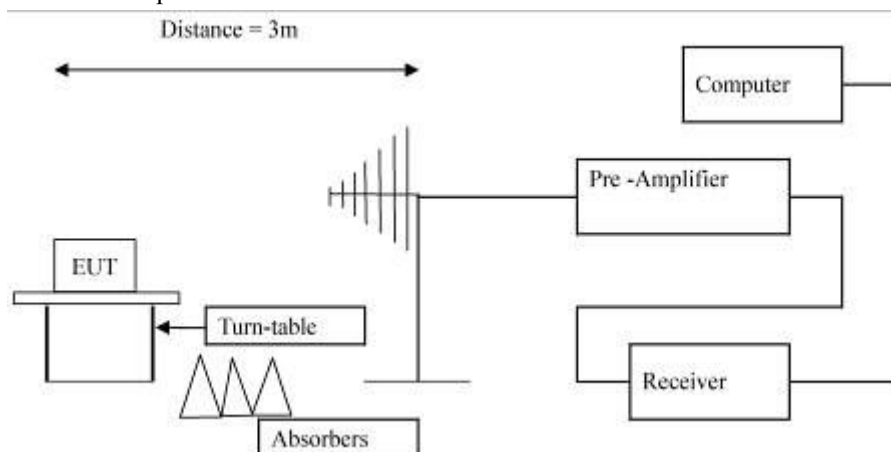 Distance = 3m
Computer
Pre -Amplifier
EUT
Turn-table
Receiver
Absorbers